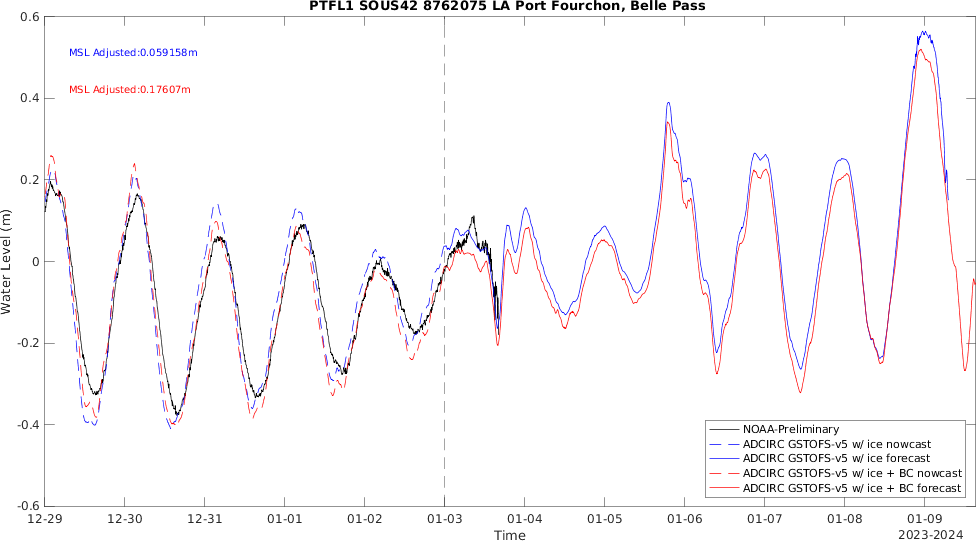 PTFL1 SOUS42 8762075 LA Port Fourchon, Belle Pass
MSL Adjusted:0.059158m
MSL Adjusted:0.17607m
Water Level (m)
0.6
0.4
0.2
0
-0.2
-0.4
-0.6
NOAA-Preliminary
ADCIRC GSTOFS-v5 w/ ice nowcast
ADCIRC GSTOFS-v5 w/ ice forecast
ADCIRC GSTOFS-v5 w/ ice + BC nowcast
ADCIRC GSTOFS-v5 w/ ice + BC forecast
12-29 12-30 12-31 01-01 01-02 01-03 01-04 01-05 01-06 01-07 01-08 01-09
Time
2023-2024